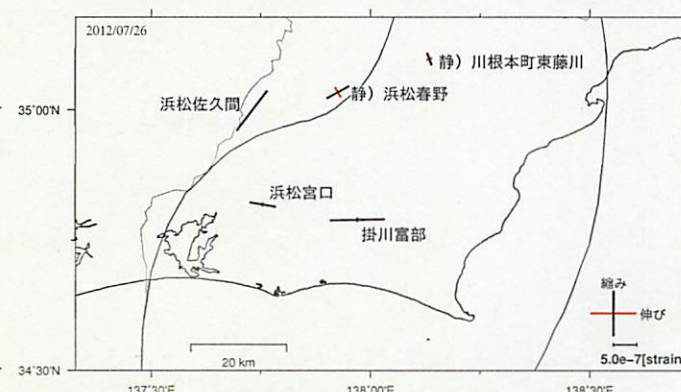 2012/07/26
静）川根本町東藤川
静）浜松春野
浜松佐久間
35°00'N
浜松宮口
掛川富部
縮み
伸び
5.0e-7[strain
20 km
34°30'N
137°30'E
138°00'E
138°30'E